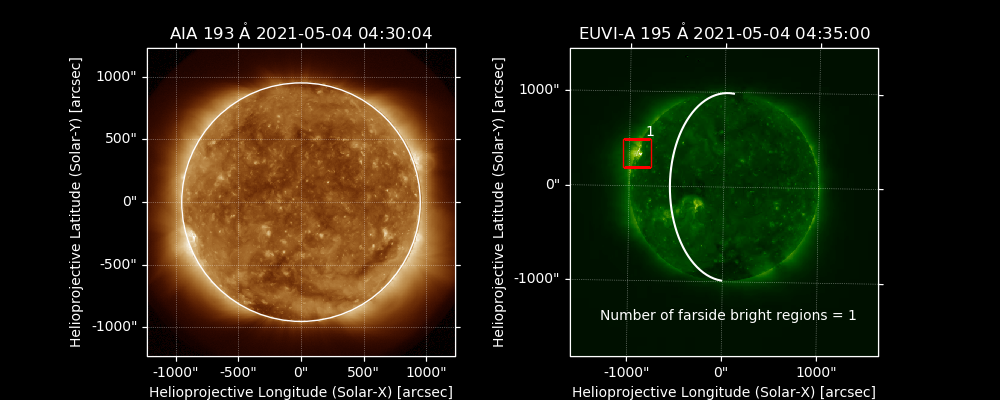 AIA 193 Å 2021-05-04 04:30:04
Helioprojective Latitude (Solar-Y) [arcsec]
1000"
500"
0"
-500"
-1000"
-1000" -500" 0" 500" 1000"
Helioprojective Longitude (Solar-X) [arcsec]
EUVI-A 195 Å 2021-05-04 04:35:00
Helioprojective Latitude (Solar-Y) [arcsec]
1000"
0"
-1000"
1
Number of farside bright regions = 1
-1000" 0" 1000"
Helioprojective Longitude (Solar-X) [arcsec]